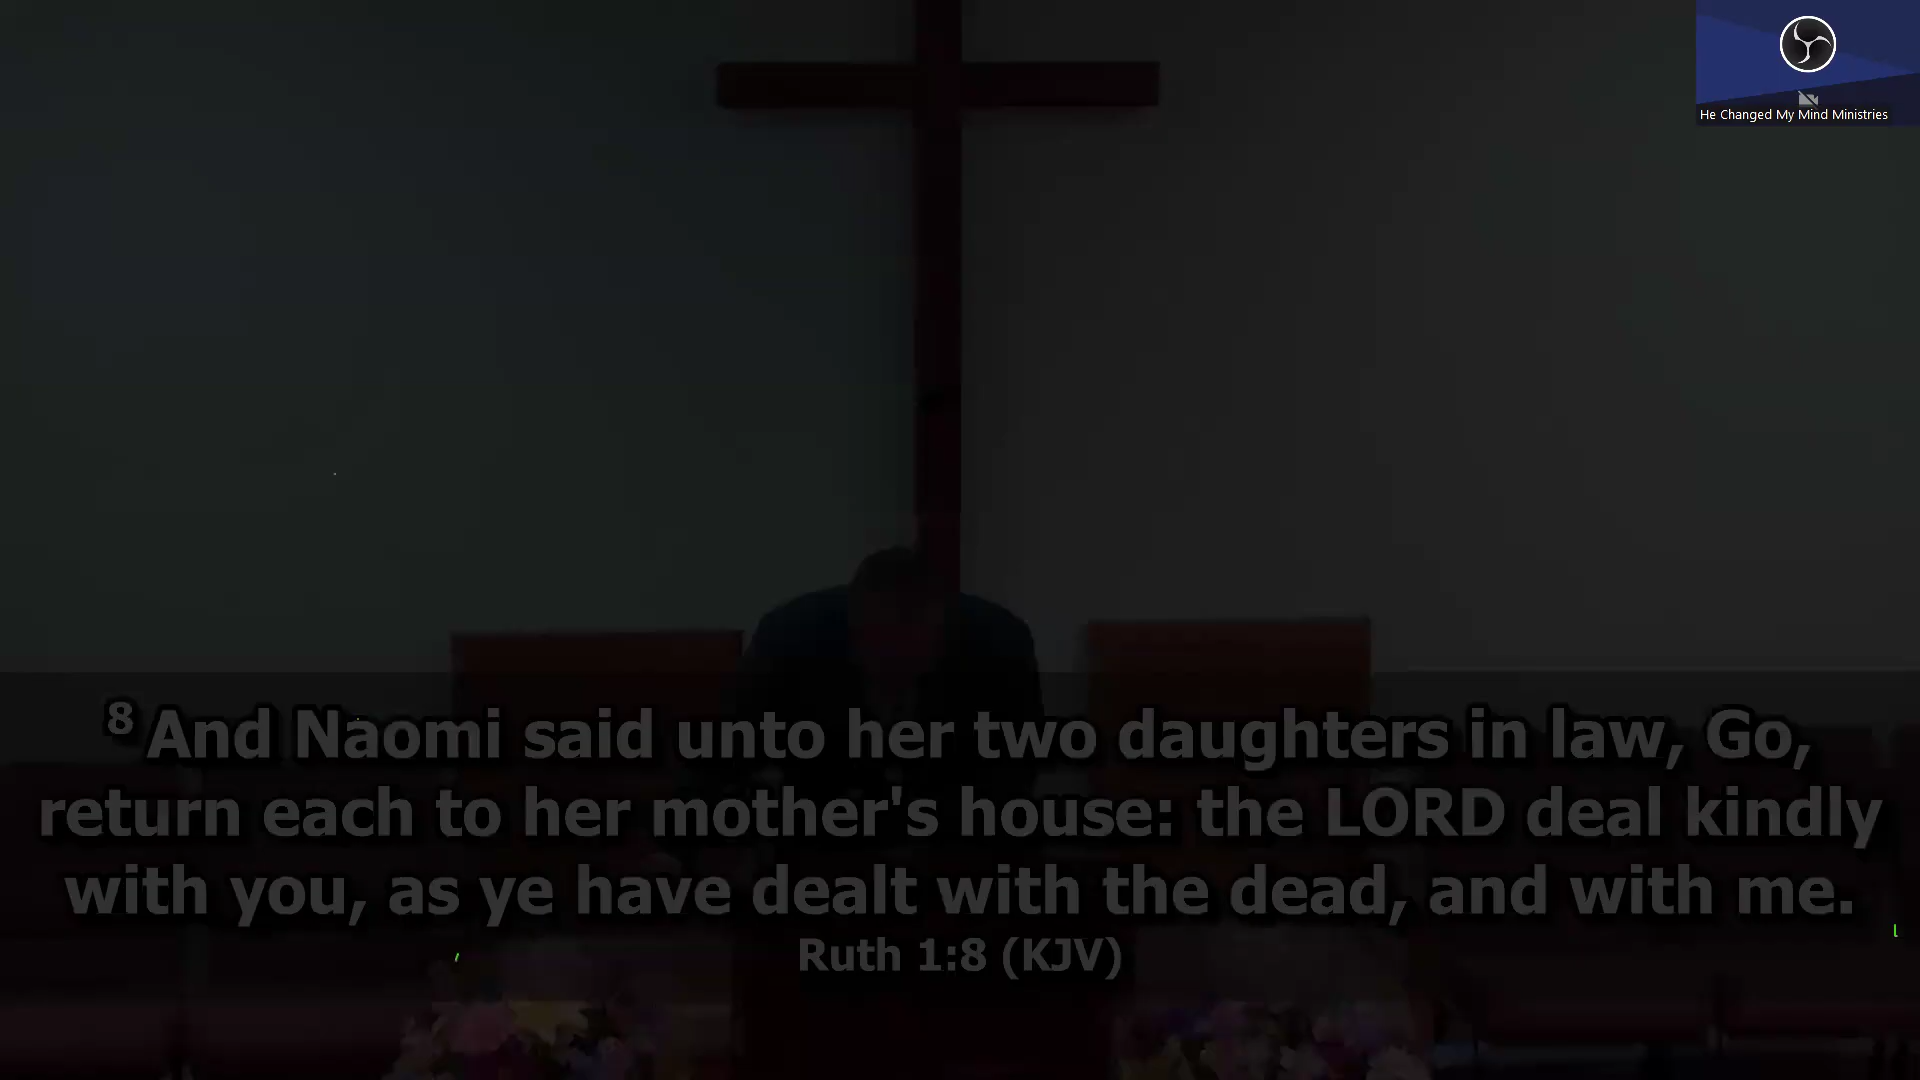 He Changed My Mind Ministries
8 And Naomi said unto her two daughters in law, Go,
return each to her mother's house: the LORD deal kindly
with you, as ye have dealt with the dead, and with me.
Ruth 1:8 (KJV)